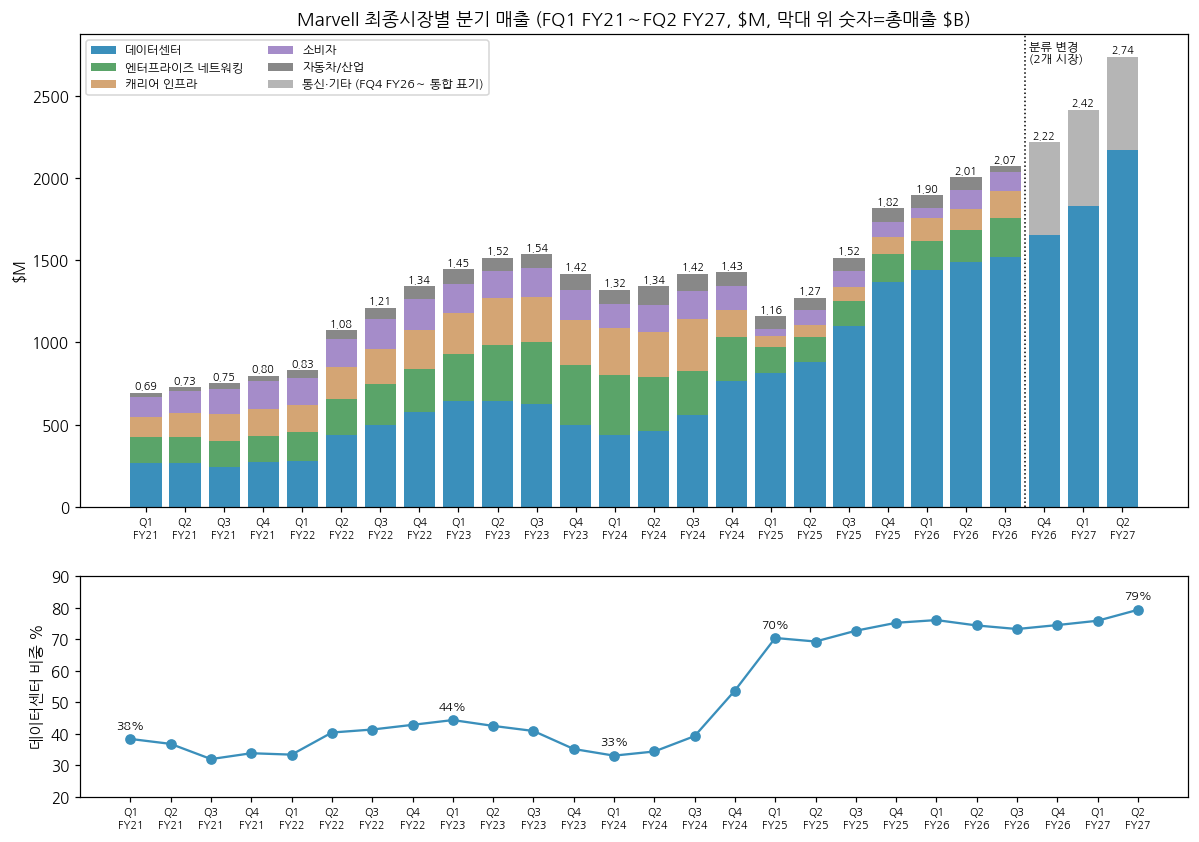 Marvell 최종시장별 분기 매출 (FQ1 FY21~FQ2 FY27, $M, 막대 위 숫자=총매출 $B)
데이터센터
엔터프라이즈 네트워킹
캐리어 인프라
소비자
자동차/산업
통신·기타 (FQ4 FY26~ 통합 표기)
분류 변경
(2개 시장)
$M
2500
2000
1500
1000
500
0
0.69 0.73 0.75 0.80 0.83 1.08 1.21 1.34 1.45 1.52 1.54 1.42 1.32 1.34 1.42 1.43 1.16 1.27 1.52 1.82 1.90 2.01 2.07 2.22 2.42 2.74
Q1 Q2 Q3 Q4 Q1 Q2 Q3 Q4 Q1 Q2 Q3 Q4 Q1 Q2 Q3 Q4 Q1 Q2 Q3 Q4 Q1 Q2 Q3 Q4 Q1 Q2
FY21 FY21 FY21 FY21 FY22 FY22 FY22 FY22 FY23 FY23 FY23 FY23 FY24 FY24 FY24 FY24 FY25 FY25 FY25 FY25 FY26 FY26 FY26 FY26 FY27 FY27
데이터센터 비중 %
90
80
70
60
50
40
30
20
38% 44% 33% 70% 79%
Q1 Q2 Q3 Q4 Q1 Q2 Q3 Q4 Q1 Q2 Q3 Q4 Q1 Q2 Q3 Q4 Q1 Q2 Q3 Q4 Q1 Q2 Q3 Q4 Q1 Q2
FY21 FY21 FY21 FY21 FY22 FY22 FY22 FY22 FY23 FY23 FY23 FY23 FY24 FY24 FY24 FY24 FY25 FY25 FY25 FY25 FY26 FY26 FY26 FY26 FY27 FY27